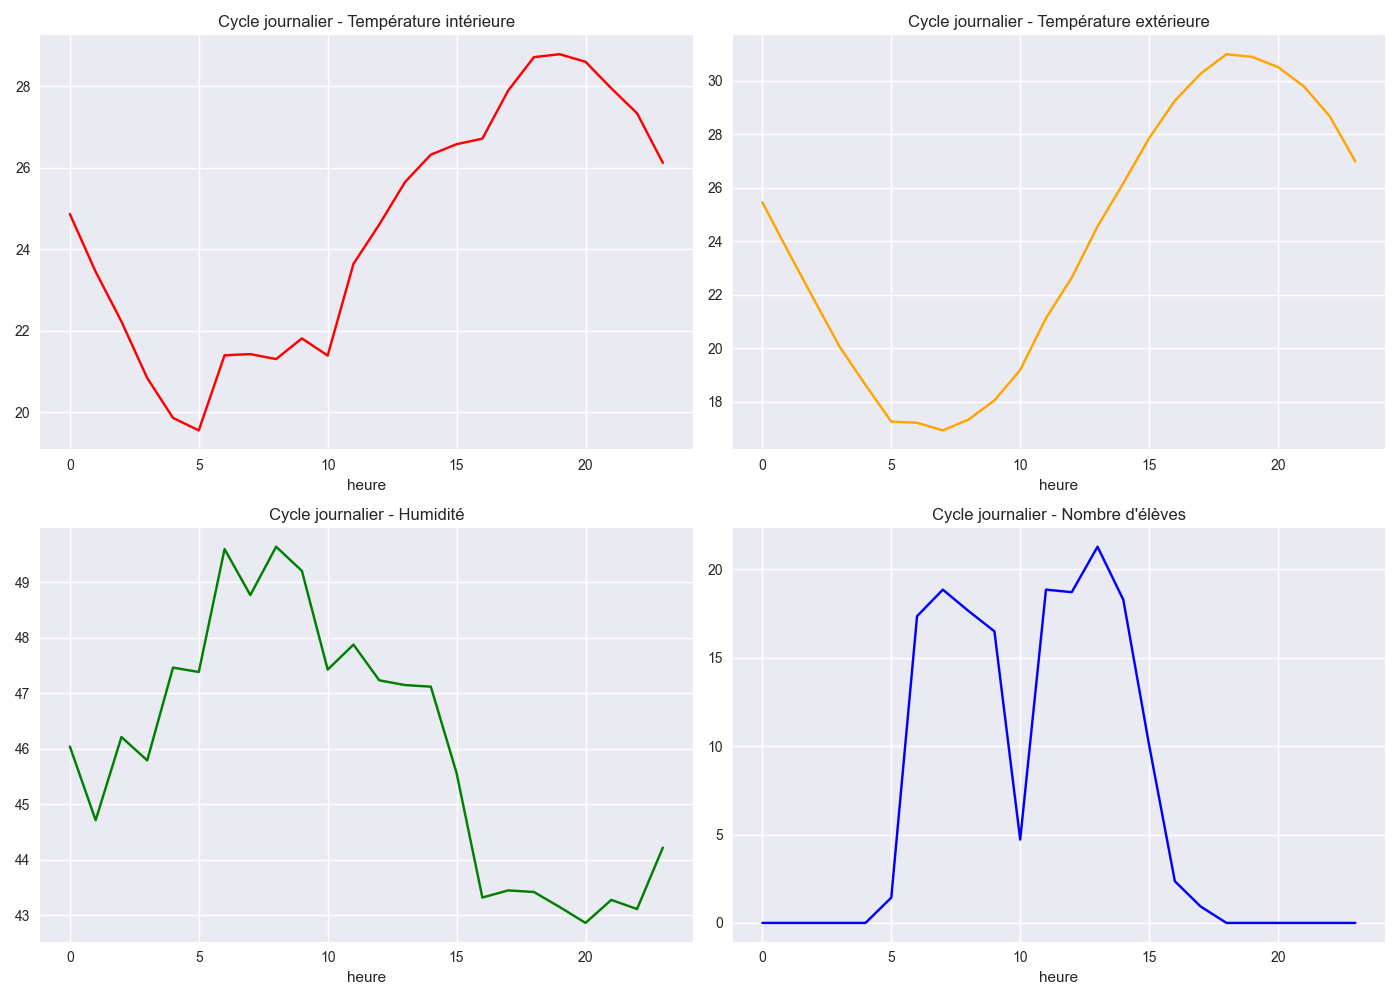 Cycle journalier - Température intérieure
28
26
24
22
20
0 5 10 15 20
heure
Cycle journalier - Température extérieure
30
28
26
24
22
20
18
0 5 10 15 20
heure
Cycle journalier - Humidité
49
48
47
46
45
44
43
0 5 10 15 20
heure
Cycle journalier - Nombre d'élèves
20
15
10
5
0
0 5 10 15 20
heure